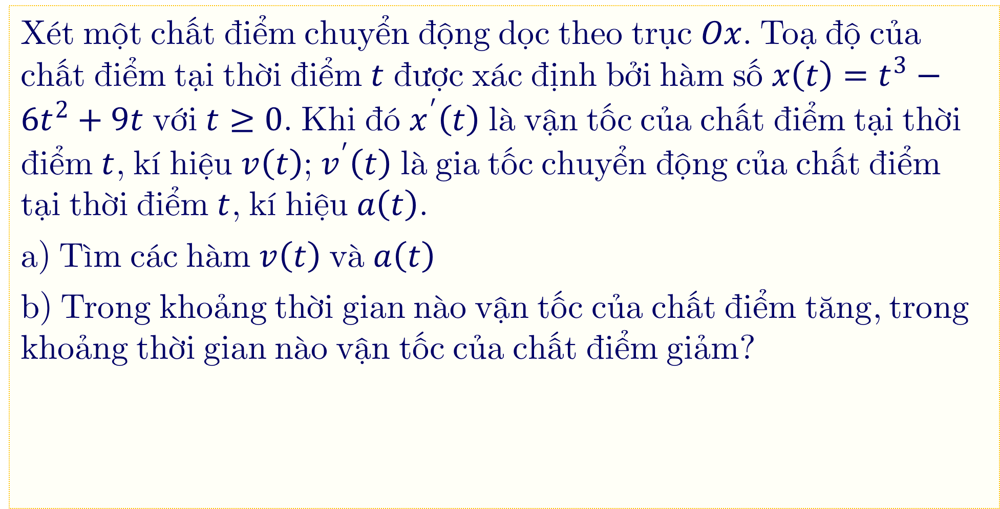 Xét một chất điểm chuyển động dọc theo trục Ox. Toạ độ của
chất điểm tại thời điểm t được xác định bởi hàm số x(t) = t³ −
6t² + 9t với t ≥ 0. Khi đó x′(t) là vận tốc của chất điểm tại thời
điểm t, kí hiệu v(t); v′(t) là gia tốc chuyển động của chất điểm
tại thời điểm t, kí hiệu a(t).
a) Tìm các hàm v(t) và a(t)
b) Trong khoảng thời gian nào vận tốc của chất điểm tăng, trong
khoảng thời gian nào vận tốc của chất điểm giảm?